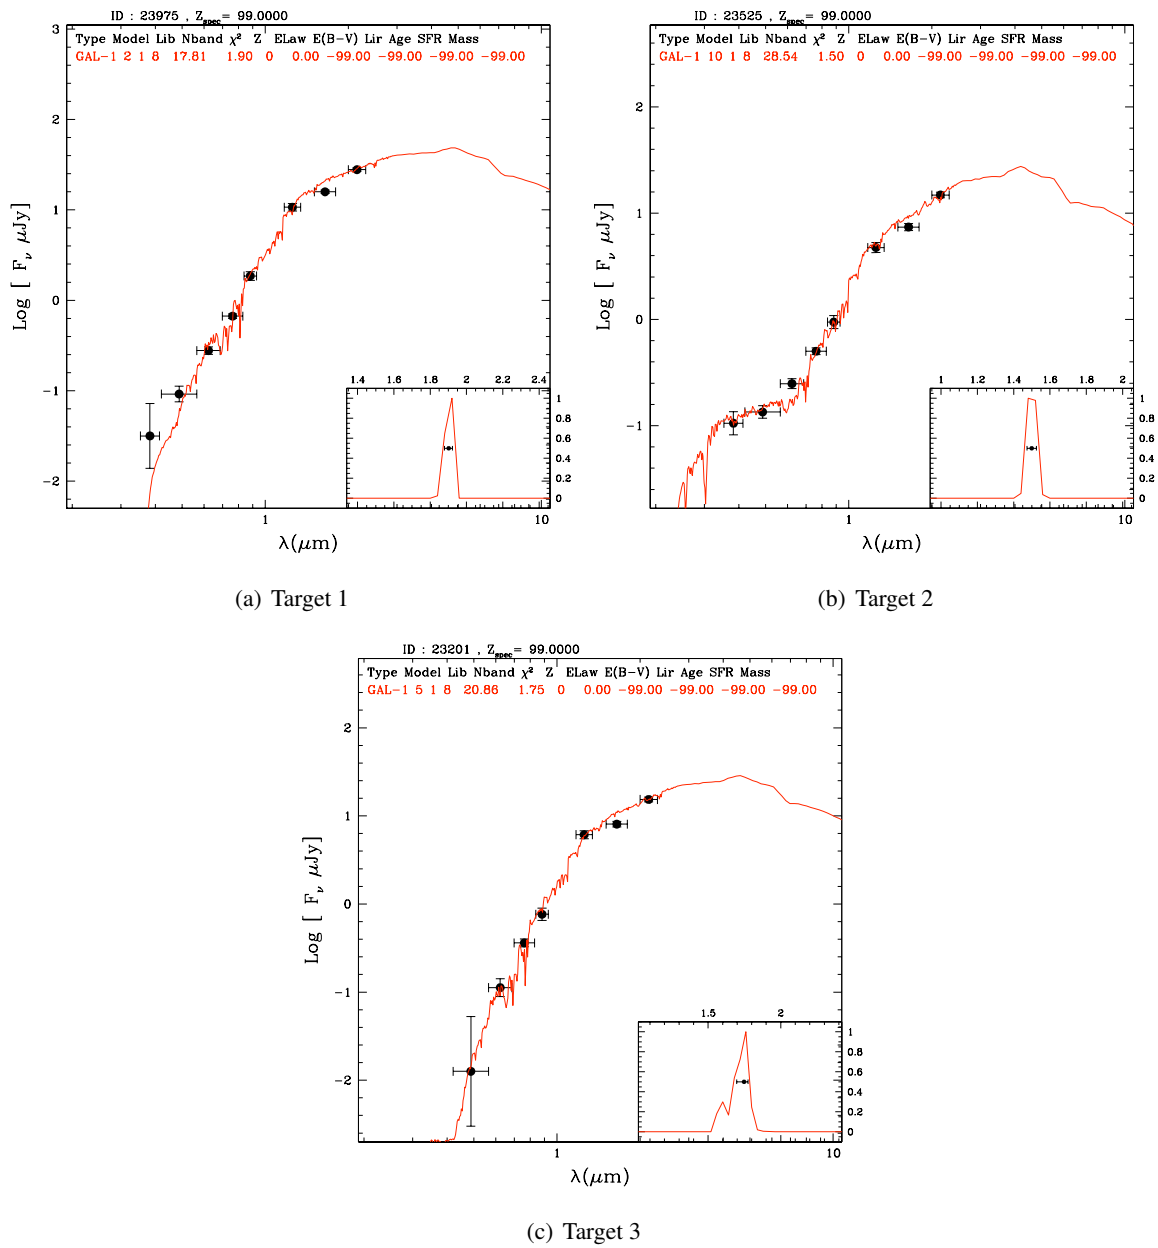 ID : 23975 , Zspec= 99.0000
Type Model Lib Nband χ² Z ELaw E(B−V) Lir Age SFR Mass
GAL−1 2 1 8 17.81 1.90 0 0.00 −99.00 −99.00 −99.00 −99.00
3
2
1
0
−1
−2
Log [ Fν μJy]
1.4 1.6 1.8 2 2.2 2.4
1
0.8
0.6
0.4
0.2
0
1 10
λ(μm)
(a) Target 1
ID : 23525 , Zspec= 99.0000
Type Model Lib Nband χ² Z ELaw E(B−V) Lir Age SFR Mass
GAL−1 10 1 8 28.54 1.50 0 0.00 −99.00 −99.00 −99.00 −99.00
2
1
0
−1
Log [ Fν μJy]
1 1.2 1.4 1.6 1.8 2
1
0.8
0.6
0.4
0.2
0
1 10
λ(μm)
(b) Target 2
ID : 23201 , Zspec= 99.0000
Type Model Lib Nband χ² Z ELaw E(B−V) Lir Age SFR Mass
GAL−1 5 1 8 20.86 1.75 0 0.00 −99.00 −99.00 −99.00 −99.00
2
1
0
−1
−2
Log [ Fν μJy]
1.5 2
1
0.8
0.6
0.4
0.2
0
1 10
λ(μm)
(c) Target 3